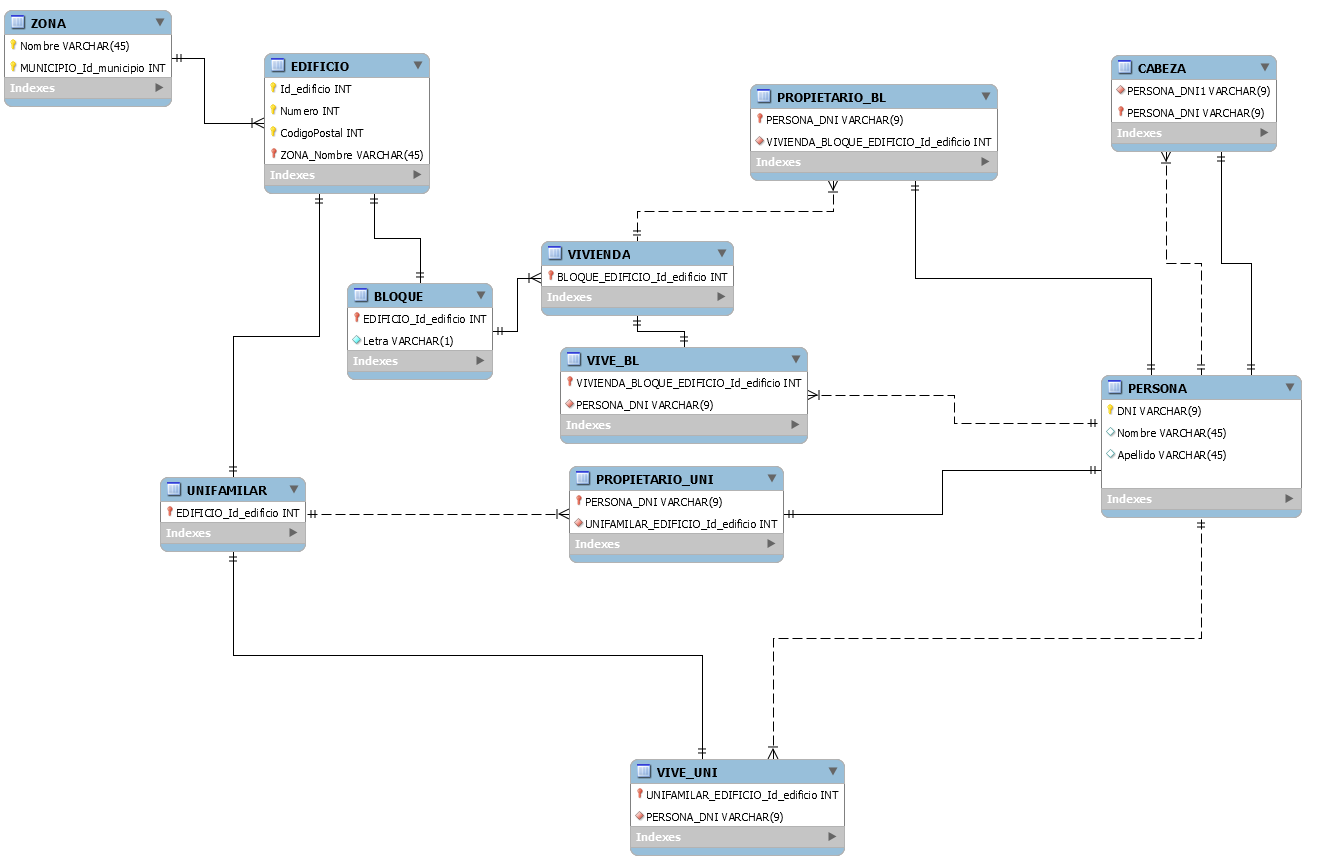 ZONA
Nombre VARCHAR(45)
MUNICIPIO_Id_municipio INT
Indexes
EDIFICIO
Id_edificio INT
Numero INT
CodigoPostal INT
ZONA_Nombre VARCHAR(45)
Indexes
PROPIETARIO_BL
PERSONA_DNI VARCHAR(9)
VIVIENDA_BLOQUE_EDIFICIO_Id_edificio INT
Indexes
CABEZA
PERSONA_DNI1 VARCHAR(9)
PERSONA_DNI VARCHAR(9)
Indexes
VIVIENDA
BLOQUE_EDIFICIO_Id_edificio INT
Indexes
BLOQUE
EDIFICIO_Id_edificio INT
Letra VARCHAR(1)
Indexes
VIVE_BL
VIVIENDA_BLOQUE_EDIFICIO_Id_edificio INT
PERSONA_DNI VARCHAR(9)
Indexes
PERSONA
DNI VARCHAR(9)
Nombre VARCHAR(45)
Apellido VARCHAR(45)
Indexes
UNIFAMILAR
EDIFICIO_Id_edificio INT
Indexes
PROPIETARIO_UNI
PERSONA_DNI VARCHAR(9)
UNIFAMILAR_EDIFICIO_Id_edificio INT
Indexes
VIVE_UNI
UNIFAMILAR_EDIFICIO_Id_edificio INT
PERSONA_DNI VARCHAR(9)
Indexes